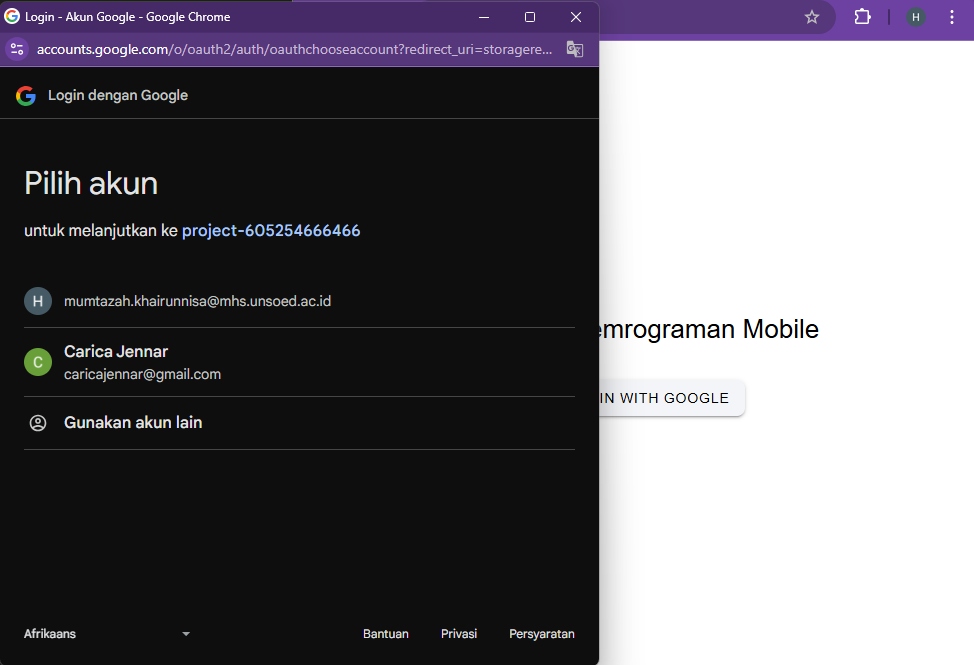 Login - Akun Google - Google Chrome
accounts.google.com/o/oauth2/auth/oauthchooseaccount?redirect_uri=storagere...
H
Login dengan Google
Pilih akun
untuk melanjutkan ke project-605254666466
H
mumtazah.khairunnisa@mhs.unsoed.ac.id
C
Carica Jennar
caricajennar@gmail.com
Gunakan akun lain
emrograman Mobile
IN WITH GOOGLE
Afrikaans
Bantuan
Privasi
Persyaratan